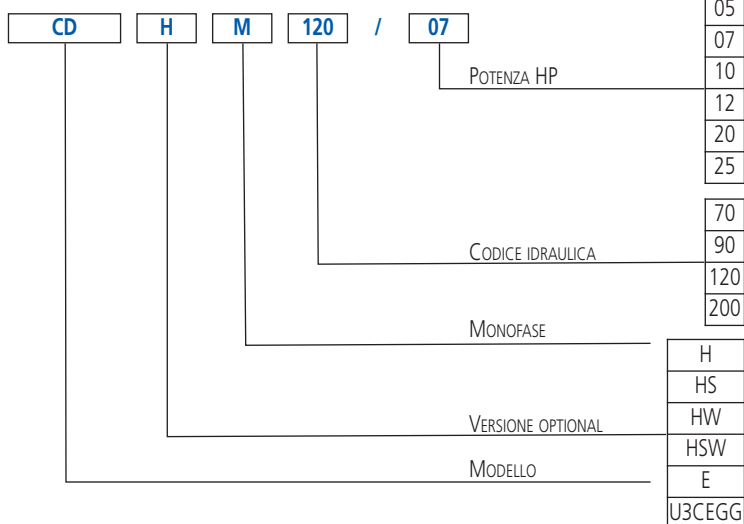 CD H M 120 / 07
05
07
POTENZA HP
10
12
20
25
70
CODICE IDRAULICA
90
120
200
MONOFASE
H
HS
VERSIONE OPTIONAL
HW
HSW
MODELLO
E
U3CEGG